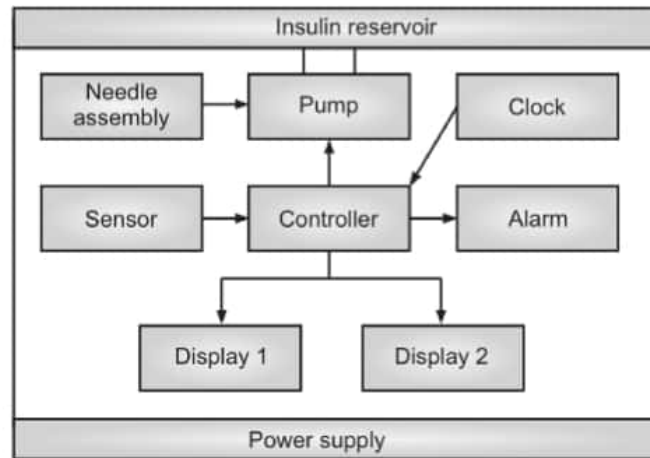 Insulin reservoir
Needle
assembly
Pump
Clock
Sensor
Controller
Alarm
Display 1
Display 2
Power supply